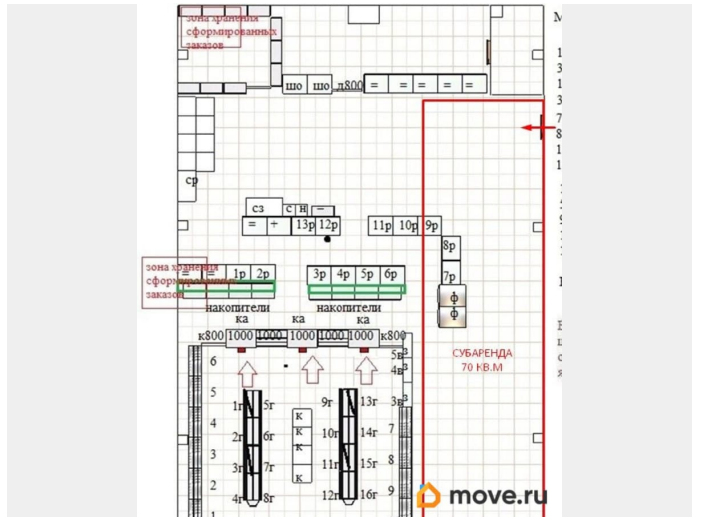 зона хранения
сформированных
заказов
М
шо шо д800 = = = = =
ср
сз с н –
= + 13р 12р
11р 10р 9р
8р
7р
ф
ф
зона хранения
сформированных
заказов
= = 1р 2р
3р 4р 5р 6р
накопители
накопители
ка ка ка
к800 1000 1000 1000 1000 1000 к800
СУБАРЕНДА
70 КВ.М
6
5
4
3
2
1
1г 5г
2г 6г
3г 7г
4г 8г
к
к
к
к
9г 13г
10г 14г
11г 15г
12г 16г
5в
4в
3в
3
3
7
8
9
move.ru